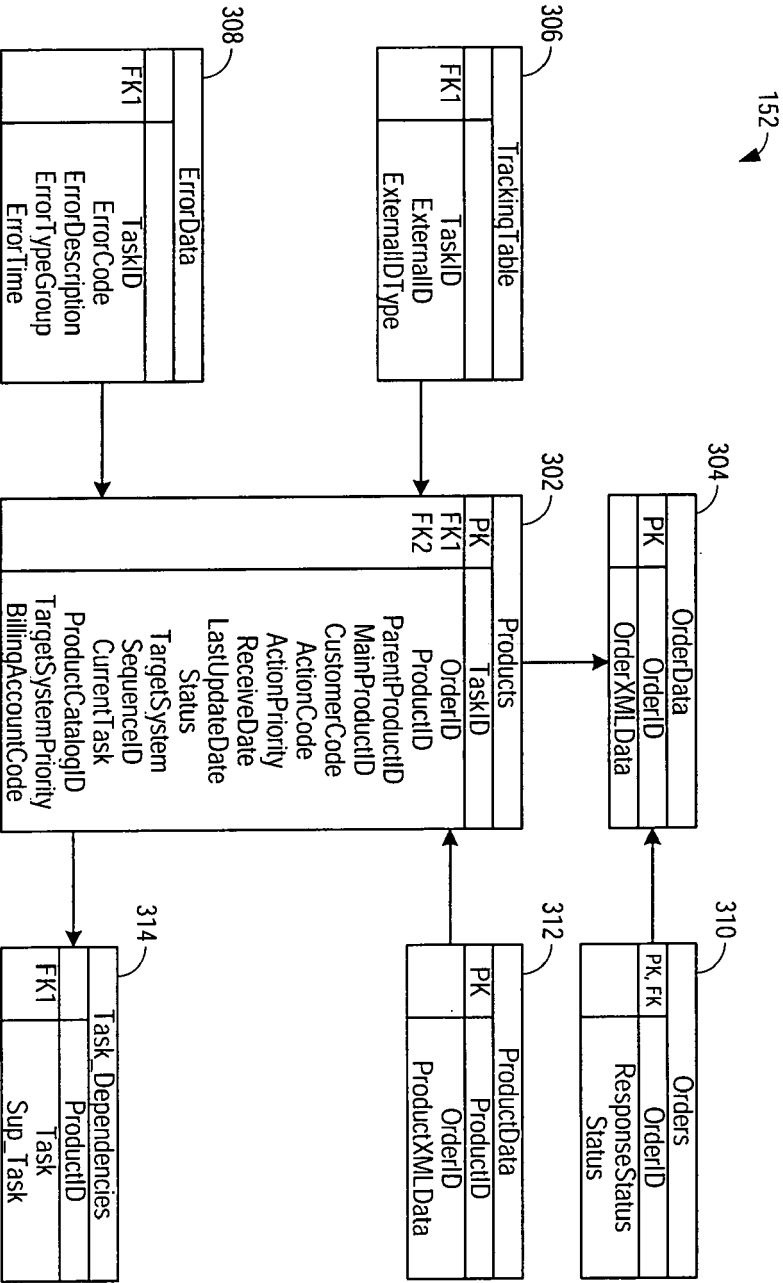 152
304
OrderData
PK OrderID
OrderXMLData
310
Orders
PK, FK OrderID
ResponseStatus
Status
306
TrackingTable
FK1 TaskID
ExternalID
ExternalIDType
302
Products
PK TaskID
FK1 OrderID
FK2 ProductID
ParentProductID
MainProductID
CustomerCode
ActionCode
ActionPriority
ReceiveDate
LastUpdateDate
Status
TargetSystem
SequenceID
CurrentTask
ProductCatalogID
TargetSystemPriority
BillingAccountCode
312
ProductData
PK ProductID
OrderID
ProductXMLData
308
ErrorData
FK1 TaskID
ErrorCode
ErrorDescription
ErrorTypeGroup
ErrorTime
314
Task_Dependencies
ProductID
FK1 Task
Sup_Task